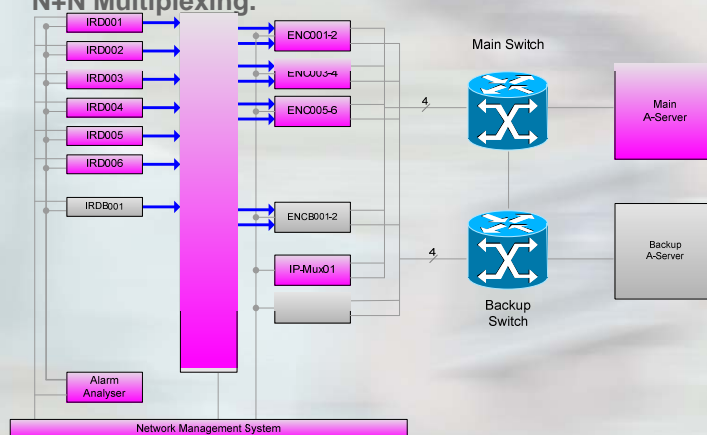 N+N Multiplexing.
IRD001
IRD002
IRD003
IRD004
IRD005
IRD006
IRDB001
Alarm
Analyser
ENC001-2
ENC003-4
ENC005-6
ENCB001-2
IP-Mux01
4
4
Main Switch
Backup
Switch
Main
A-Server
Backup
A-Server
Network Management System